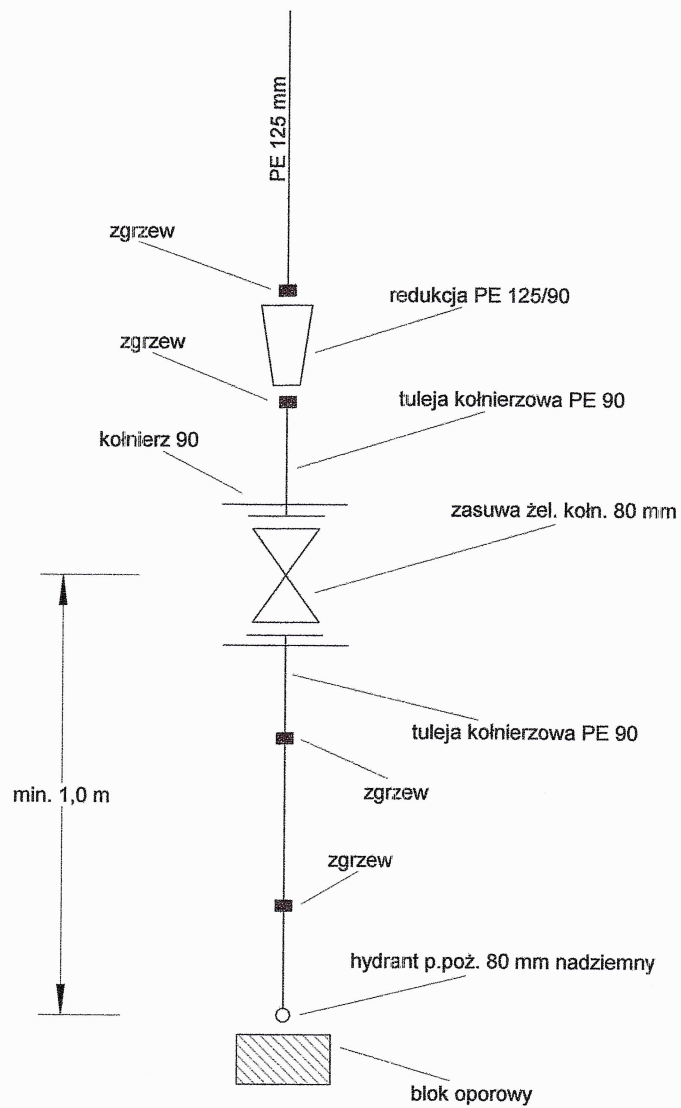 PE 125 mm
zgrzew
redukcja PE 125/90
zgrzew
tuleja kołnierzowa PE 90
kołnierz 90
zasuwa żel. kołn. 80 mm
tuleja kołnierzowa PE 90
min. 1,0 m
zgrzew
zgrzew
hydrant p.poż. 80 mm nadziemny
blok oporowy